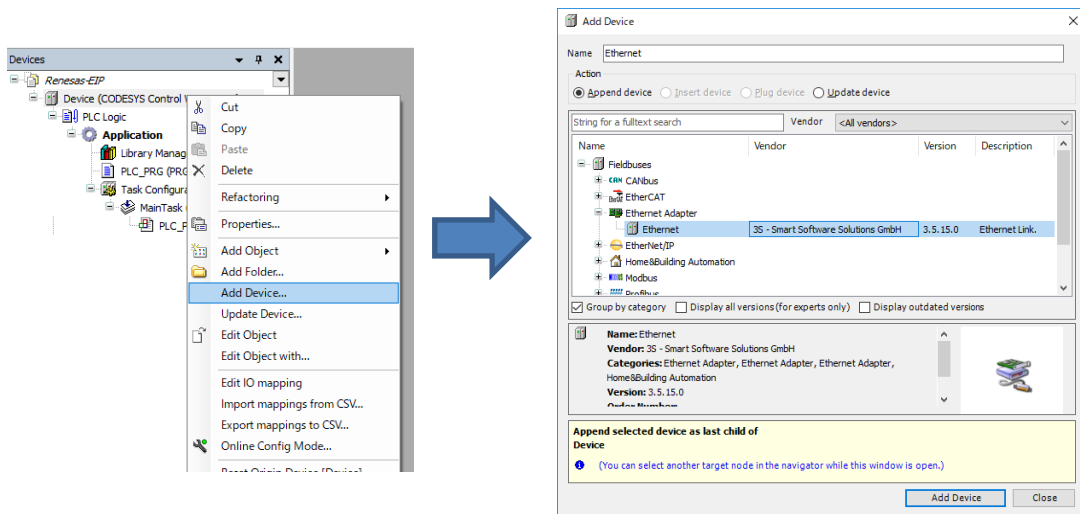 Devices
Renesas-EIP
Device (CODESYS Control
PLC Logic
Application
Library Manag
PLC_PRG (PRG
Task Configura
MainTask
PLC_P
Cut
Copy
Paste
Delete
Refactoring
Properties...
Add Object
Add Folder...
Add Device...
Update Device...
Edit Object
Edit Object with...
Edit IO mapping
Import mappings from CSV...
Export mappings to CSV...
Online Config Mode...
Reset Origin Device [Device]
Add Device
Name Ethernet
Action
Append device Insert device Plug device Update device
String for a fulltext search Vendor <All vendors>
Name Vendor Version Description
Fieldbuses
CAN CANbus
EtherCAT
Ethernet Adapter
Ethernet 3S - Smart Software Solutions GmbH 3.5.15.0 Ethernet Link.
EtherNet/IP
Home&Building Automation
Modbus
Profibus
Group by category Display all versions (for experts only) Display outdated versions
Name: Ethernet
Vendor: 3S - Smart Software Solutions GmbH
Categories: Ethernet Adapter, Ethernet Adapter, Ethernet Adapter,
Home&Building Automation
Version: 3.5.15.0
Order Number:
Append selected device as last child of
Device
(You can select another target node in the navigator while this window is open.)
Add Device Close